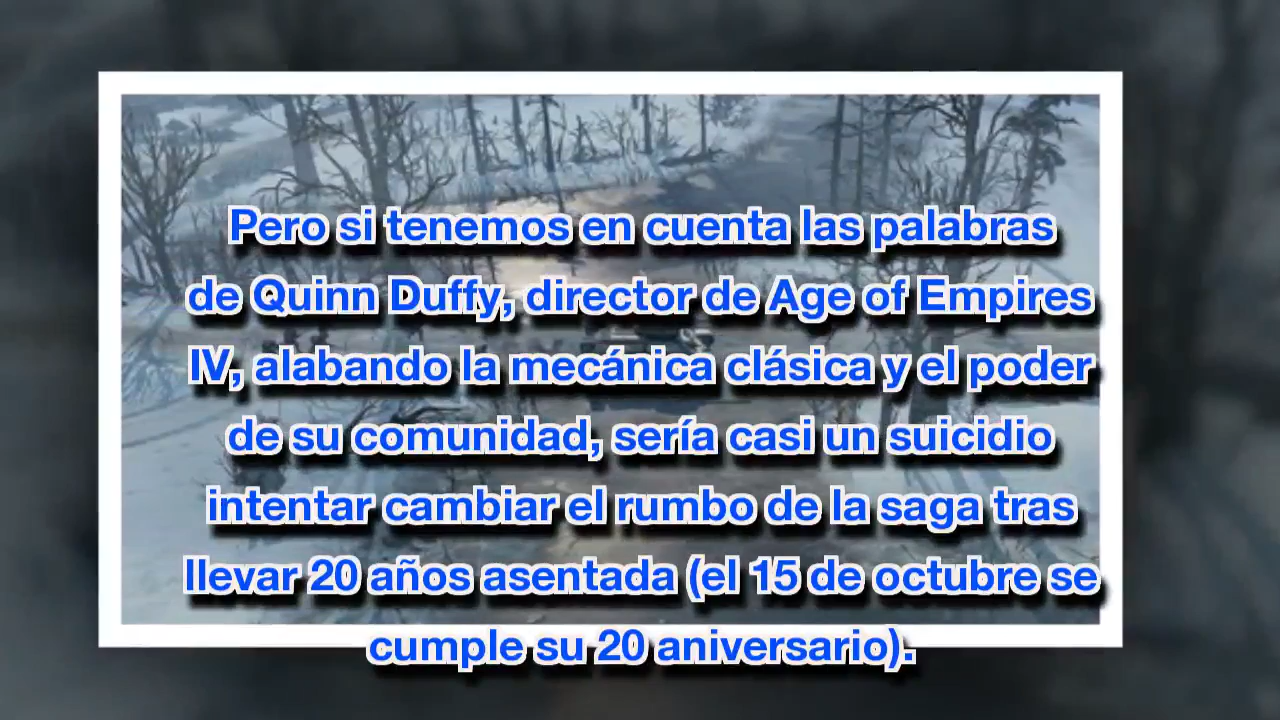 Pero si tenemos en cuenta las palabras
de Quinn Duffy, director de Age of Empires
IV, alabando la mecánica clásica y el poder
de su comunidad, sería casi un suicidio
intentar cambiar el rumbo de la saga tras
llevar 20 años asentada (el 15 de octubre se
cumple su 20 aniversario).